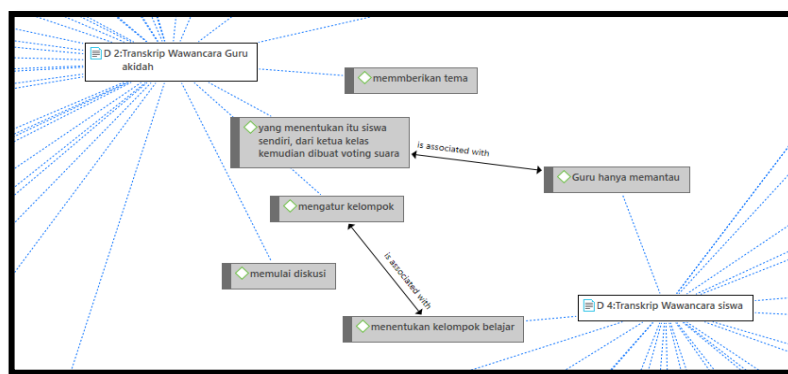 D 2:Transkrip Wawancara Guru
akidah
memmberikan tema
yang menentukan itu siswa
sendiri, dari ketua kelas
kemudian dibuat voting suara
is associated with
Guru hanya memantau
mengatur kelompok
is associated with
memulai diskusi
D 4:Transkrip Wawancara siswa
menentukan kelompok belajar